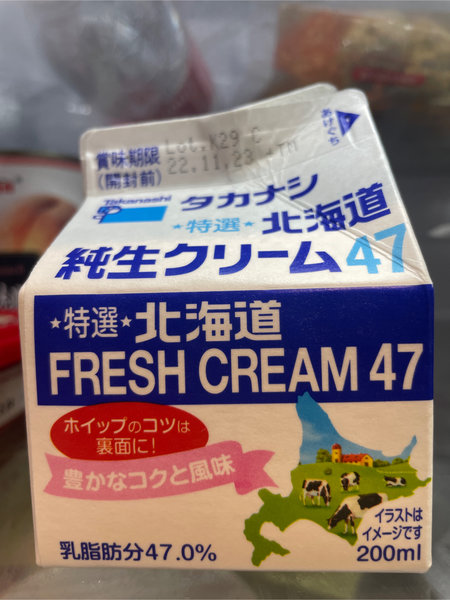 あけぐち
賞味期限
(開封前)
Lot.K29 C
22.11.23 +TM
Takanashi
タカナシ
★特選★北海道
純生クリーム47
★特選★北海道
FRESH CREAM 47
ホイップのコツは
裏面に!
豊かなコクと風味
イラストは
イメージです
乳脂肪分47.0%
200ml